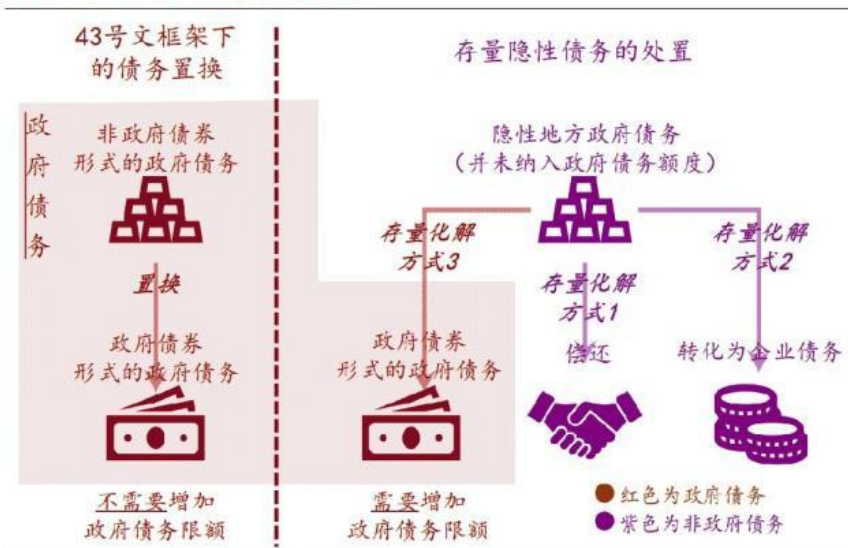 43号文框架下
的债务置换
存量隐性债务的处置
政府债务
非政府债券
形式的政府债务
隐性地方政府债务
（并未纳入政府债务额度）
置换
存量化解
方式3
存量化解
方式1
存量化解
方式2
政府债券
形式的政府债务
政府债券
形式的政府债务
偿还
转化为企业债务
不需要增加
政府债务限额
需要增加
政府债务限额
红色为政府债务
紫色为非政府债务